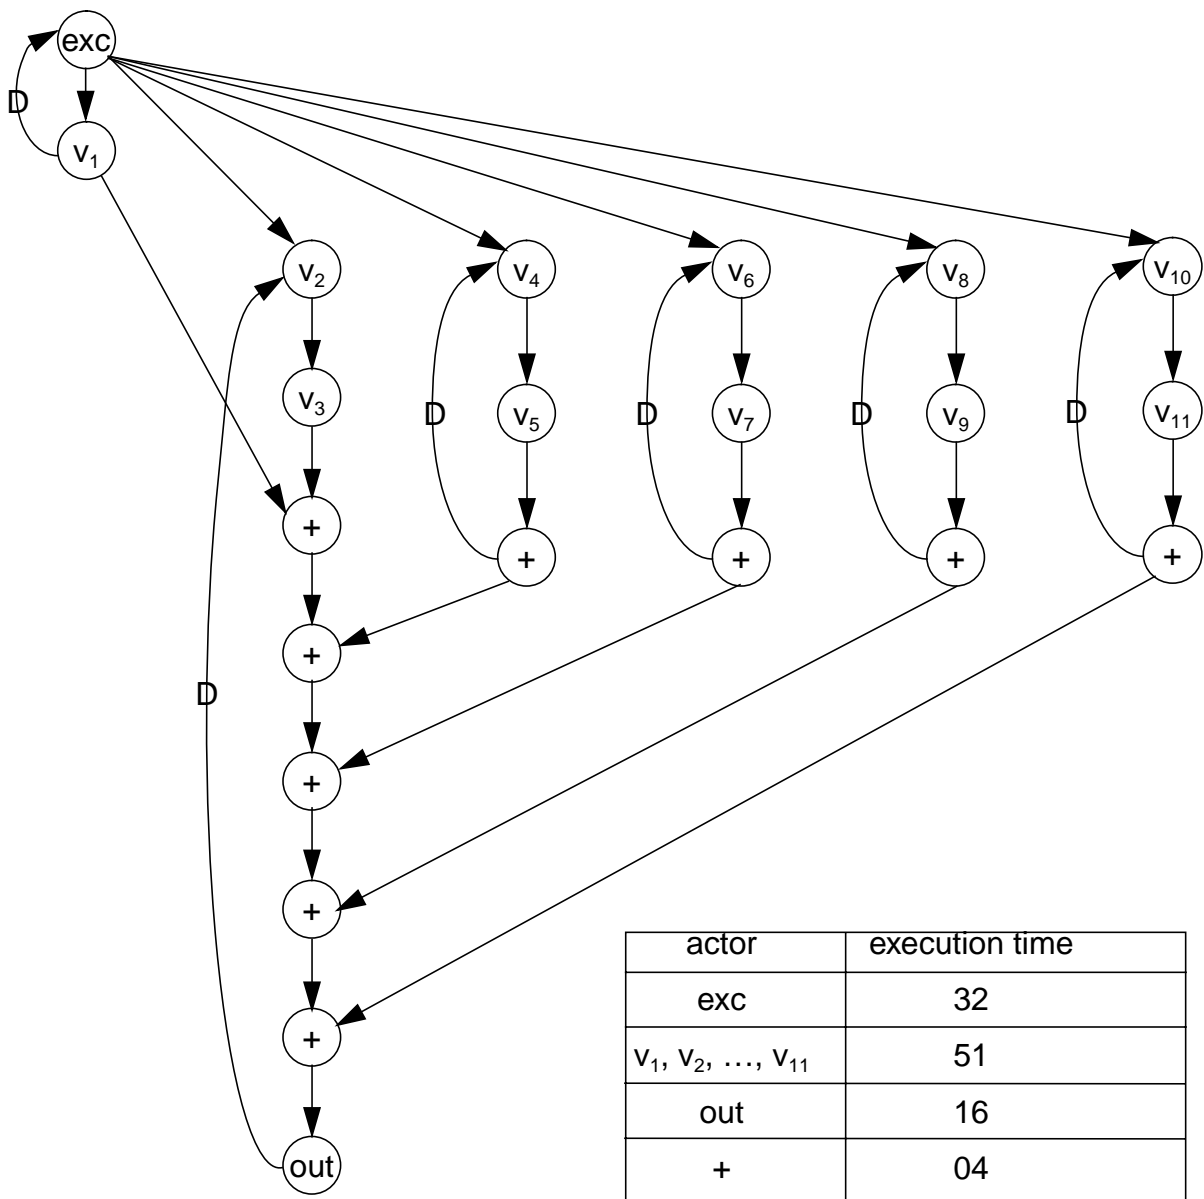 exc
D
v₁
v₂ v₄ v₆ v₈ v₁₀
v₃
D v₅ D v₇ D v₉ D v₁₁
+
+ + + +
+
D
+
+
+
out
actor execution time
exc 32
v₁, v₂, …, v₁₁ 51
out 16
+ 04